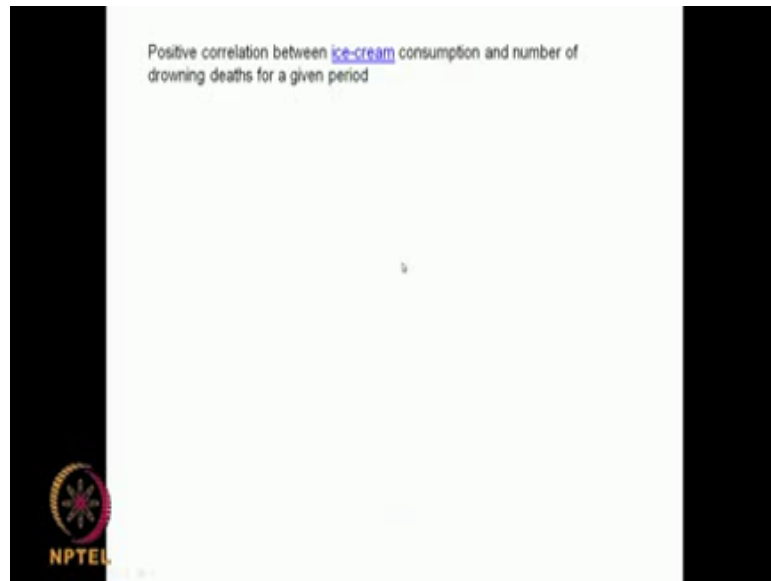 Positive correlation between ice-cream consumption and number of
drowning deaths for a given period
NPTEL